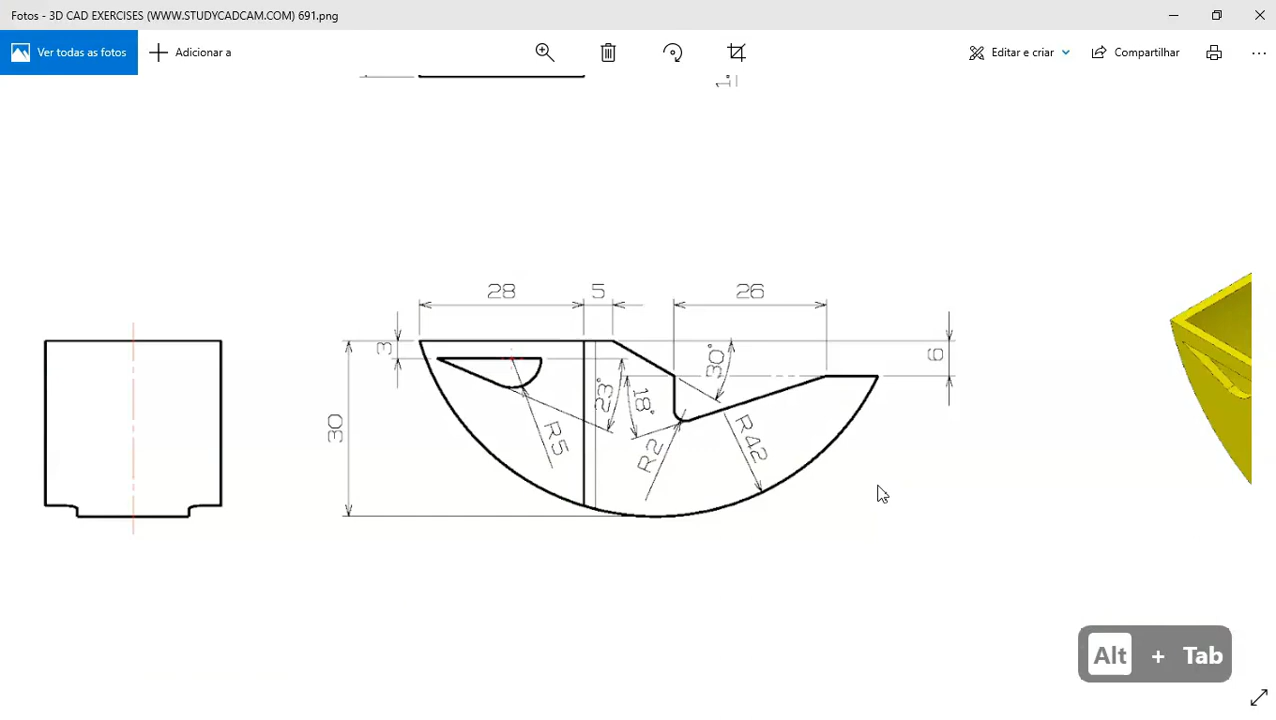 Fotos - 3D CAD EXERCISES (WWW.STUDYCADCAM.COM) 691.png
Ver todas as fotos
Adicionar a
Editar e criar
Compartilhar
28
5
26
3
30
6
30°
23°
18°
R5
R2
R42
Alt + Tab